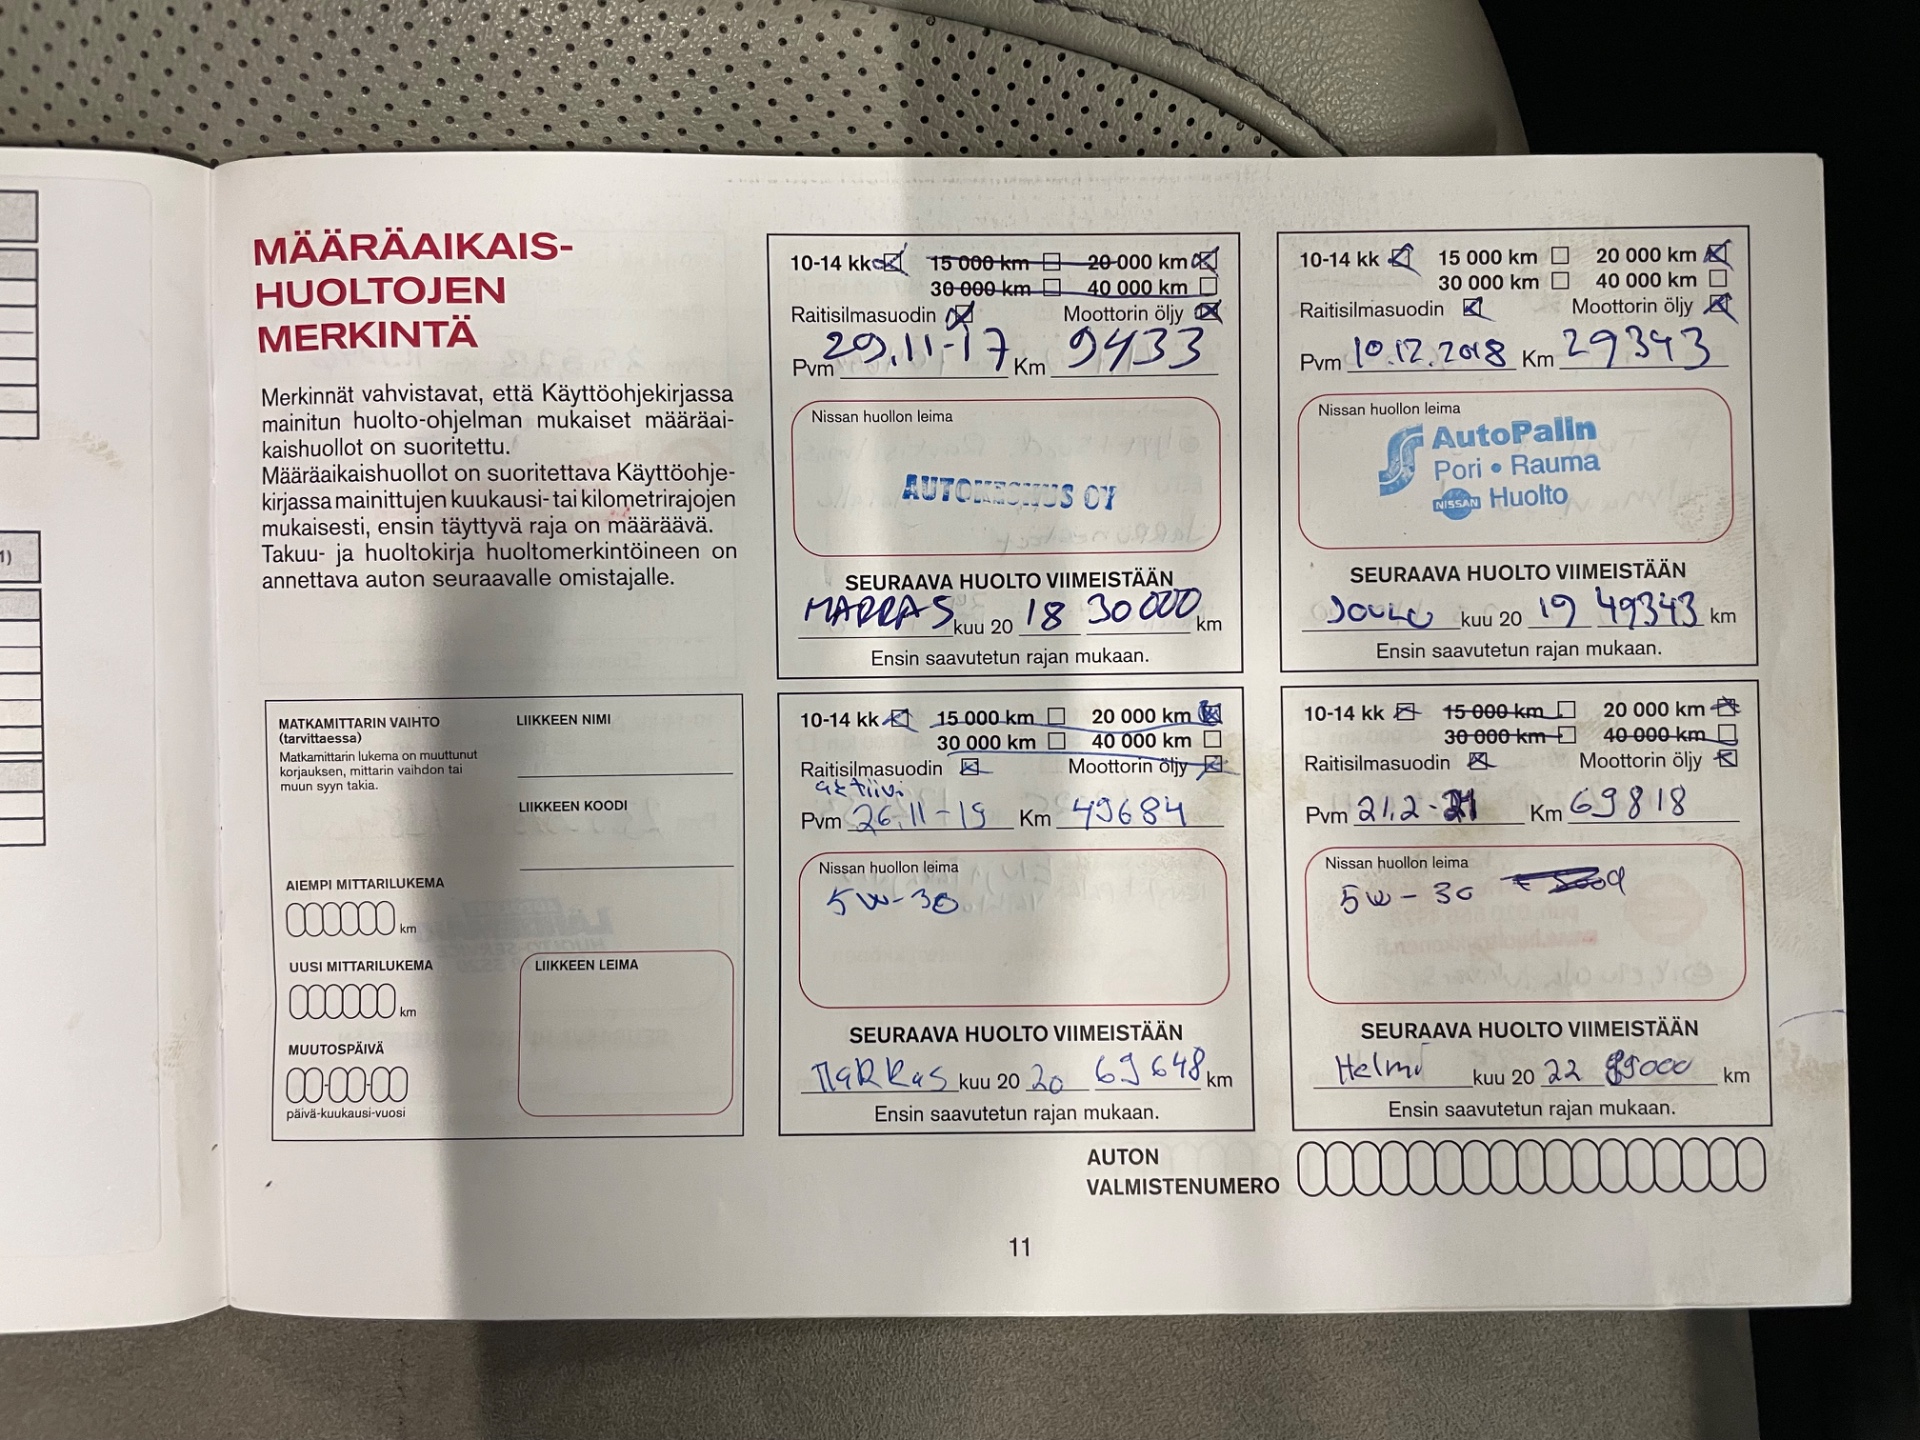 1)
MÄÄRÄAIKAIS-
HUOLTOJEN
MERKINTÄ
Merkinnät vahvistavat, että Käyttöohjekirjassa
mainitun huolto-ohjelman mukaiset määräai-
kaishuollot on suoritettu.
Määräaikaishuollot on suoritettava Käyttöohje-
kirjassa mainittujen kuukausi- tai kilometrirajojen
mukaisesti, ensin täyttyvä raja on määräävä.
Takuu- ja huoltokirja huoltomerkintöineen on
annettava auton seuraavalle omistajalle.
10-14 kk 15 000 km 20 000 km
30 000 km 40 000 km
Raitisilmasuodin Moottorin öljy
Pvm 29.11-17 Km 9433
Nissan huollon leima
AUTOKESKUS OY
SEURAAVA HUOLTO VIIMEISTÄÄN
MARRAS kuu 20 18 30000 km
Ensin saavutetun rajan mukaan.
10-14 kk 15 000 km 20 000 km
30 000 km 40 000 km
Raitisilmasuodin Moottorin öljy
Pvm 10.12.2018 Km 29343
Nissan huollon leima
AutoPalin
Pori • Rauma
NISSAN Huolto
SEURAAVA HUOLTO VIIMEISTÄÄN
JOULU kuu 20 19 49343 km
Ensin saavutetun rajan mukaan.
MATKAMITTARIN VAIHTO
(tarvittaessa)
Matkamittarin lukema on muuttunut
korjauksen, mittarin vaihdon tai
muun syyn takia.
LIIKKEEN NIMI
LIIKKEEN KOODI
AIEMPI MITTARILUKEMA
km
UUSI MITTARILUKEMA
km
MUUTOSPÄIVÄ
päivä-kuukausi-vuosi
LIIKKEEN LEIMA
10-14 kk 15 000 km 20 000 km
30 000 km 40 000 km
Raitisilmasuodin Moottorin öljy
aktiivi
Pvm 26.11-19 Km 49684
Nissan huollon leima
5W-30
SEURAAVA HUOLTO VIIMEISTÄÄN
MaRRas kuu 20 20 69648 km
Ensin saavutetun rajan mukaan.
10-14 kk 15 000 km 20 000 km
30 000 km 40 000 km
Raitisilmasuodin Moottorin öljy
Pvm 21.2-21 Km 69818
Nissan huollon leima
5W-30
SEURAAVA HUOLTO VIIMEISTÄÄN
Helmi kuu 20 22 89000 km
Ensin saavutetun rajan mukaan.
AUTON
VALMISTENUMERO
11